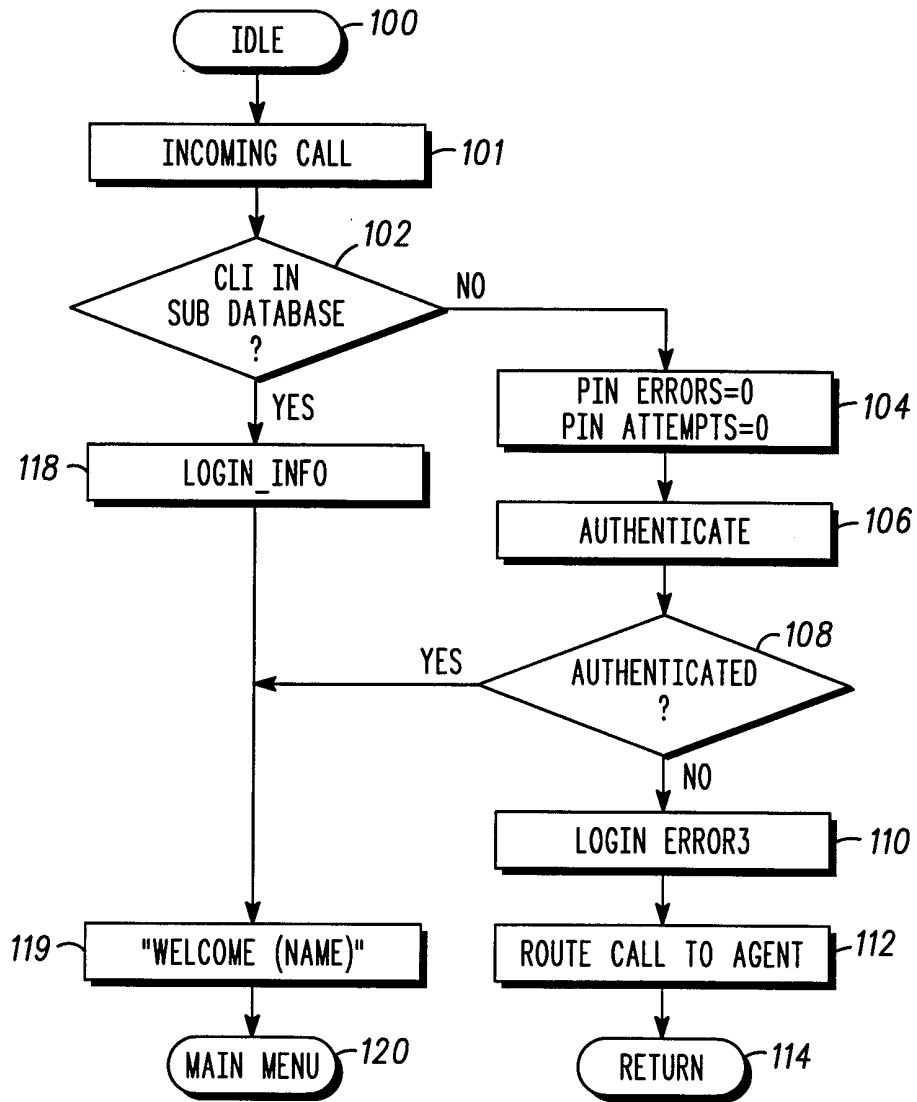 IDLE
100
INCOMING CALL
101
102
CLI IN
SUB DATABASE
?
NO
YES
PIN ERRORS=0
PIN ATTEMPTS=0
104
118
LOGIN_INFO
AUTHENTICATE
106
108
AUTHENTICATED
?
YES
NO
LOGIN ERROR3
110
119
"WELCOME (NAME)"
ROUTE CALL TO AGENT
112
MAIN MENU
120
RETURN
114